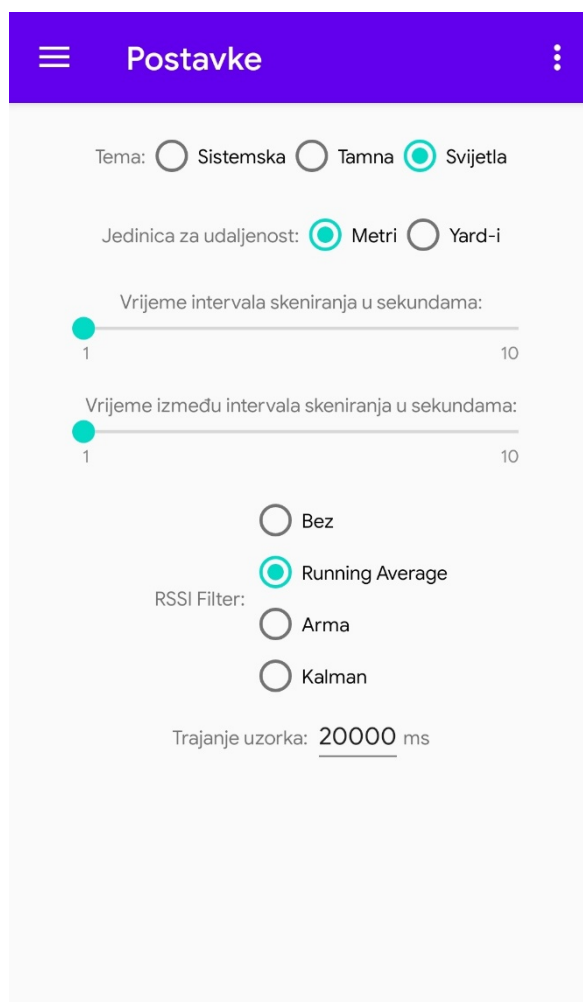 Postavke
Tema: Sistemska Tamna Svijetla
Jedinica za udaljenost: Metri Yard-i
Vrijeme intervala skeniranja u sekundama:
1 10
Vrijeme između intervala skeniranja u sekundama:
1 10
Bez
Running Average
RSSI Filter:
Arma
Kalman
Trajanje uzorka: 20000 ms